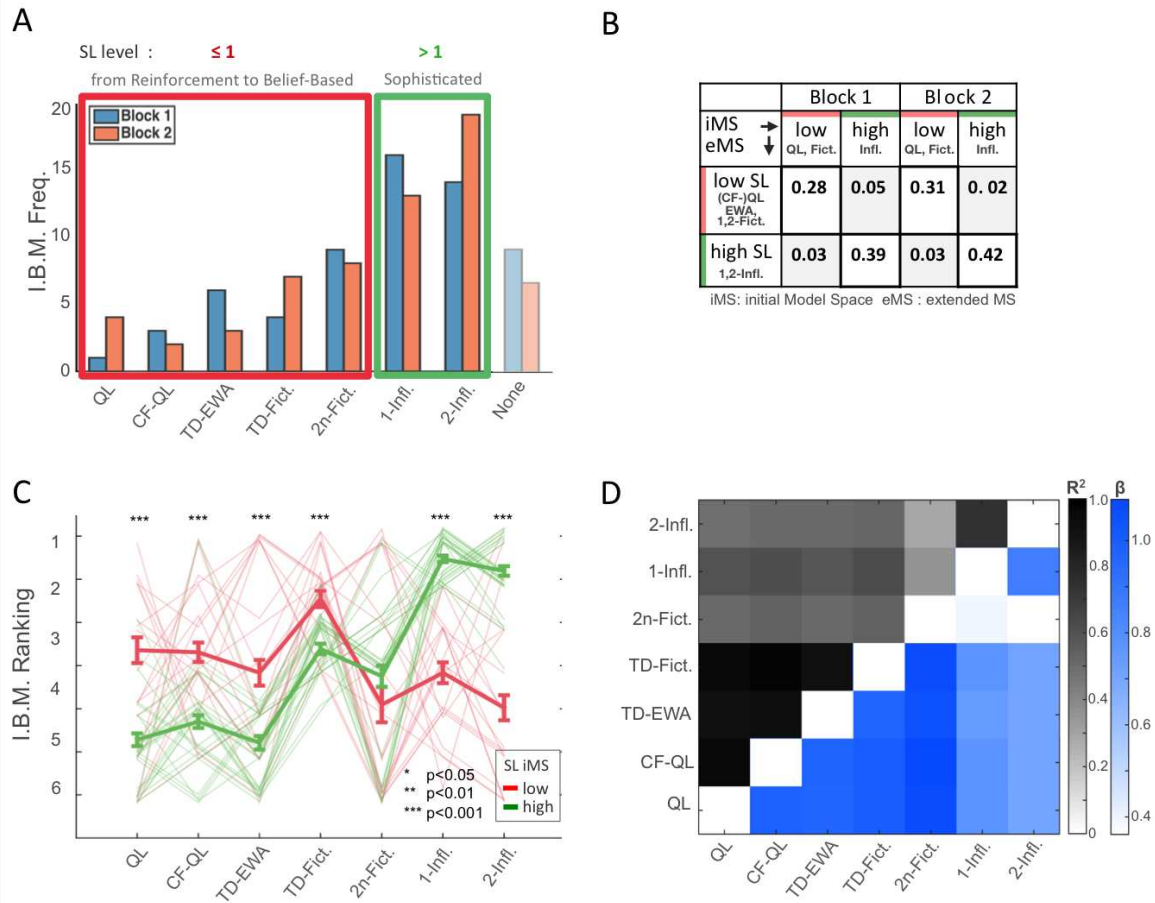 A
SL level : ≤ 1 > 1
from Reinforcement to Belief-Based Sophisticated
I.B.M. Freq.
20
15
10
5
0
Block 1
Block 2
QL
CF-QL
TD-EWA
TD-Fict.
2n-Fict.
1-Infl.
2-Infl.
None
B
Block 1 Block 2
iMS low high low high
eMS QL, Fict. Infl. QL, Fict. Infl.
low SL 0.28 0.05 0.31 0. 02
(CF-)QL
EWA,
1,2-Fict.
high SL 0.03 0.39 0.03 0.42
1,2-Infl.
iMS: initial Model Space eMS : extended MS
C
I.B.M. Ranking
1
2
3
4
5
6
*** *** *** *** *** ***
* p<0.05
** p<0.01
*** p<0.001
SL iMS
low
high
QL
CF-QL
TD-EWA
TD-Fict.
2n-Fict.
1-Infl.
2-Infl.
D
2-Infl.
1-Infl.
2n-Fict.
TD-Fict.
TD-EWA
CF-QL
QL
QL
CF-QL
TD-EWA
TD-Fict.
2n-Fict.
1-Infl.
2-Infl.
R²
1.0
0.8
0.6
0.4
0.2
0
β
1.0
0.8
0.6
0.4